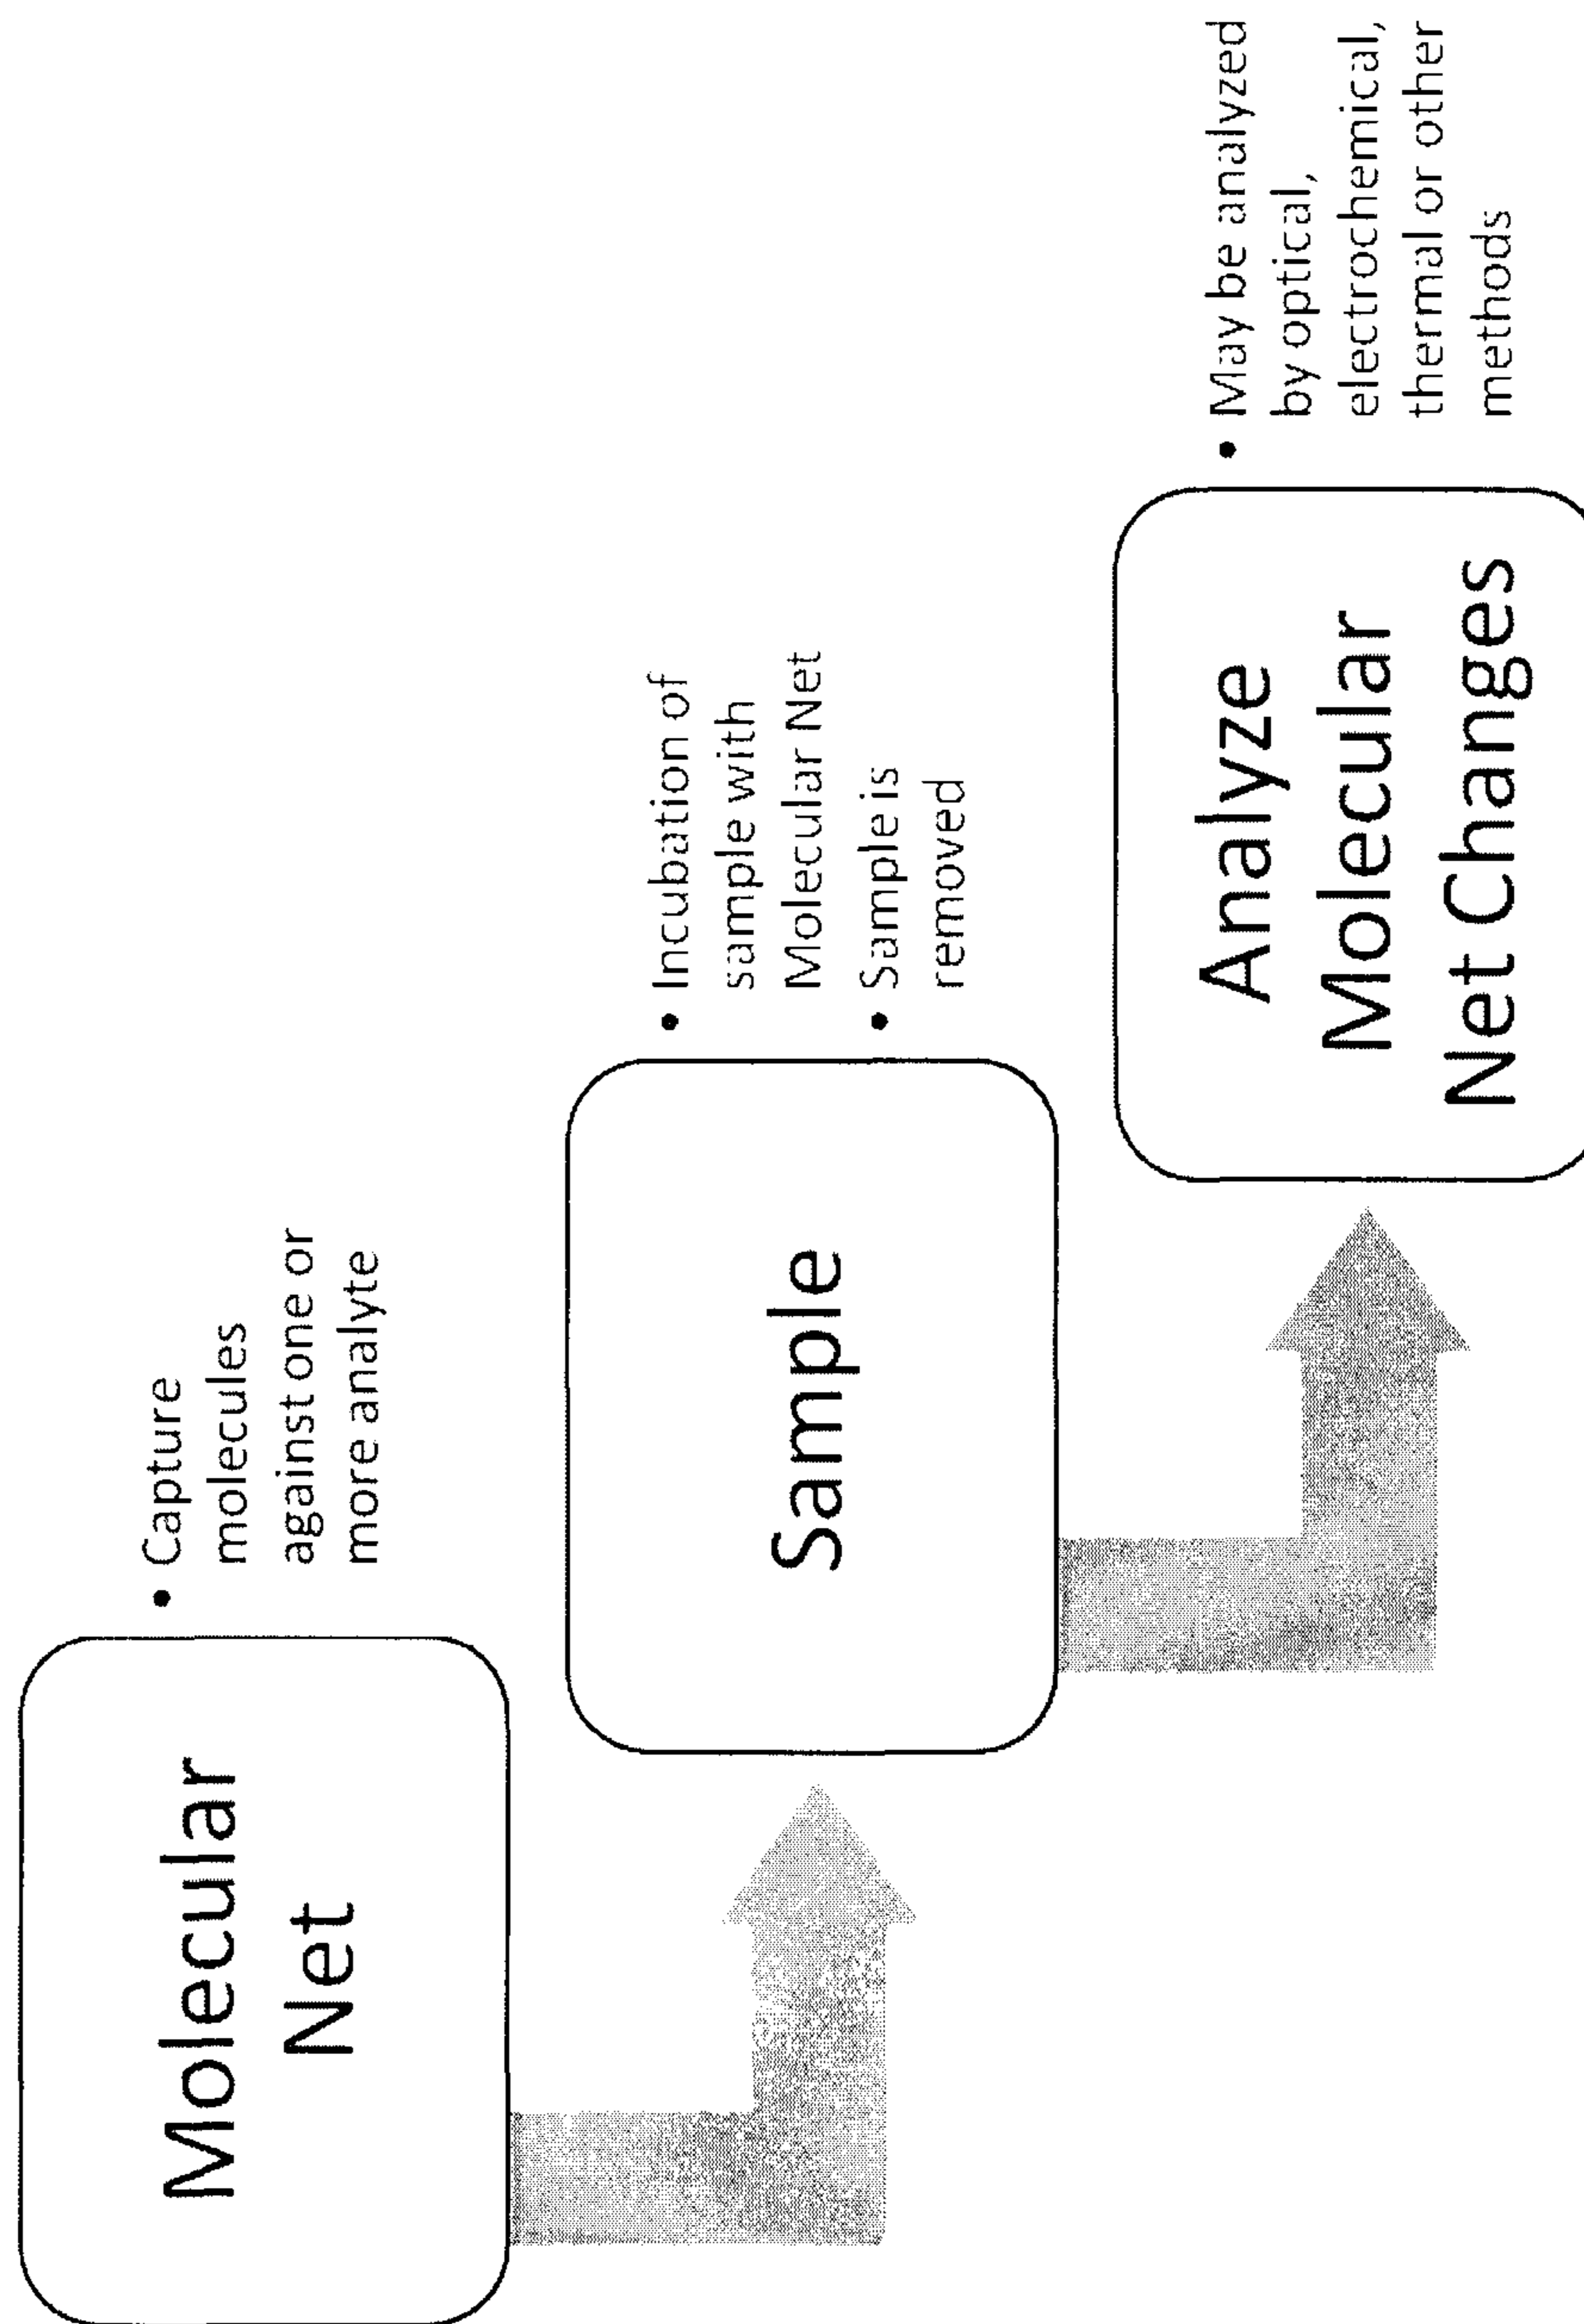 Molecular
Net
• Capture
molecules
against one or
more analyte
Sample
• Incubation of
sample with
Molecular Net
• Sample is
removed
Analyze
Molecular
Net Changes
• May be analyzed
by optical,
electrochemical,
thermal or other
methods